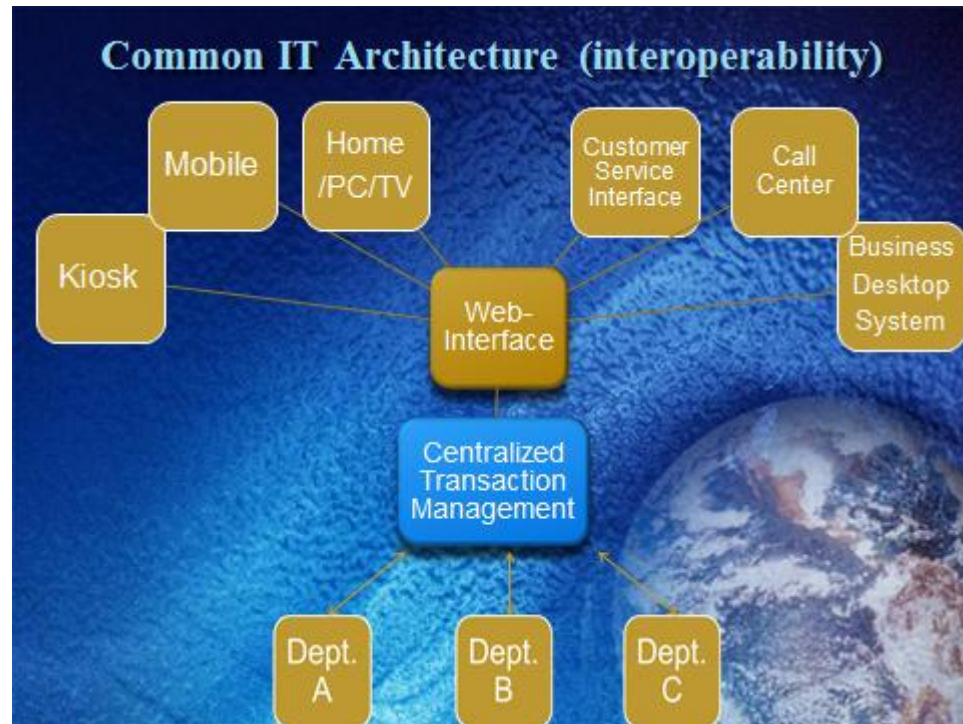 Common IT Architecture (interoperability)
Mobile
Home
/PC/TV
Customer
Service
Interface
Call
Center
Kiosk
Business
Desktop
System
Web-
Interface
Centralized
Transaction
Management
Dept.
A
Dept.
B
Dept.
C